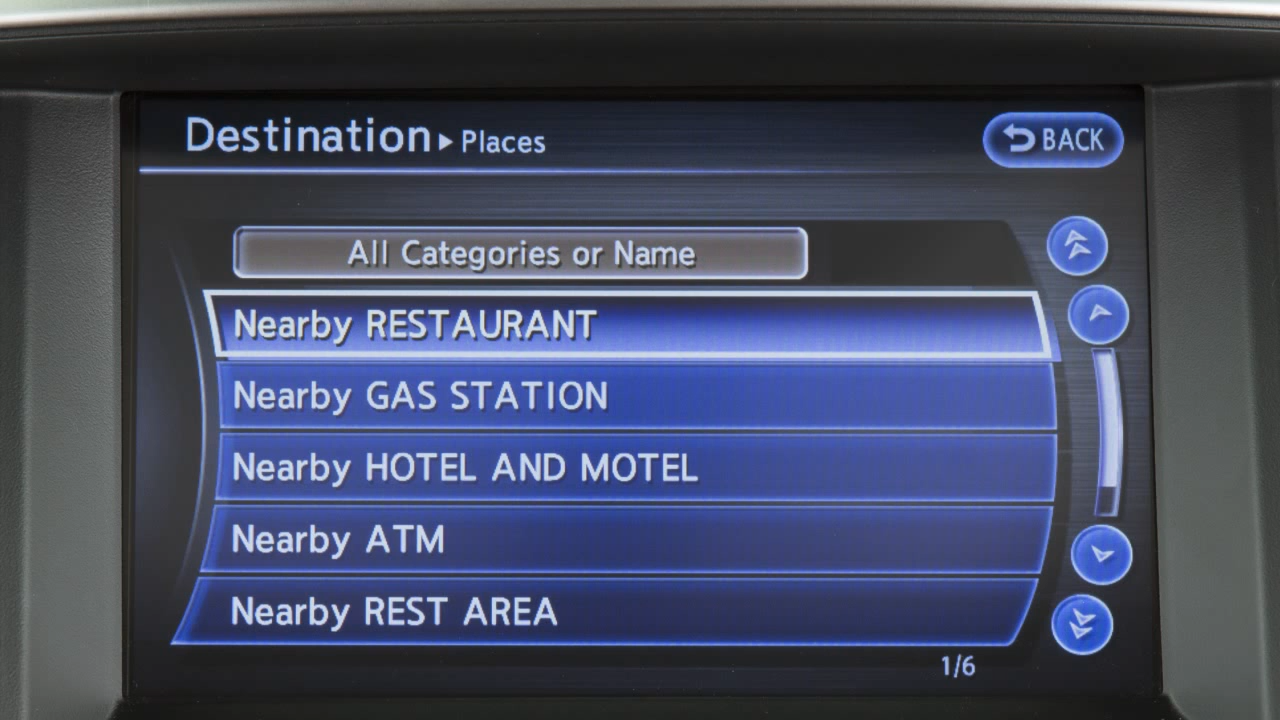 Destination ▶ Places
BACK
All Categories or Name
Nearby RESTAURANT
Nearby GAS STATION
Nearby HOTEL AND MOTEL
Nearby ATM
Nearby REST AREA
1/6